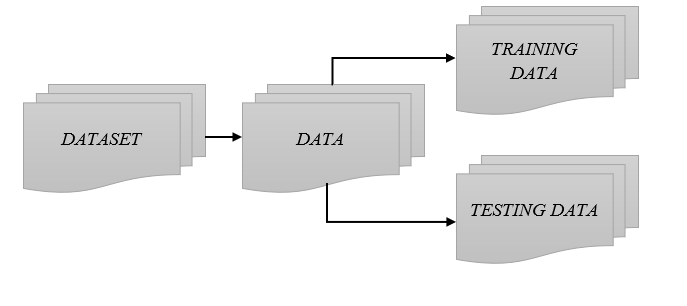 DATASET
DATA
TRAINING
DATA
TESTING DATA